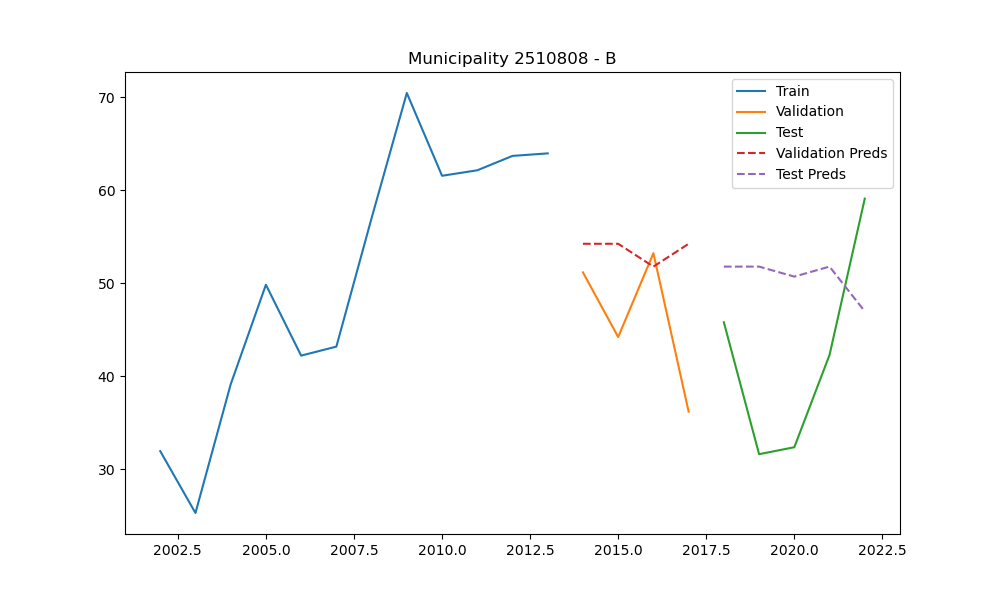 Municipality 2510808 - B
Train
Validation
Test
Validation Preds
Test Preds
70
60
50
40
30
2002.5 2005.0 2007.5 2010.0 2012.5 2015.0 2017.5 2020.0 2022.5